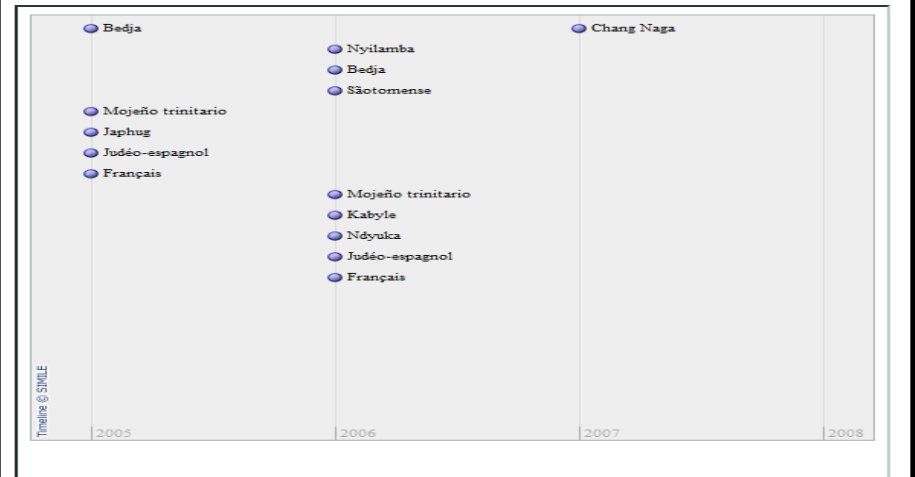 Bedja
Chang Naga
Nyilamba
Bedja
Sãotomense
Mojeño trinitario
Japhug
Judéo-espagnol
Français
Mojeño trinitario
Kabyle
Ndyuka
Judéo-espagnol
Français
Timeline © SIMILE
2005
2006
2007
2008